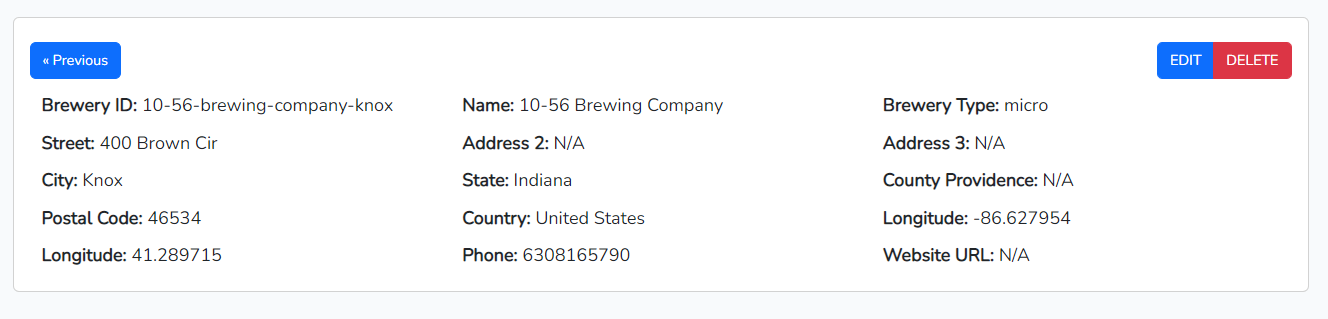 « Previous EDIT DELETE
Brewery ID: 10-56-brewing-company-knox Name: 10-56 Brewing Company Brewery Type: micro
Street: 400 Brown Cir Address 2: N/A Address 3: N/A
City: Knox State: Indiana County Providence: N/A
Postal Code: 46534 Country: United States Longitude: -86.627954
Longitude: 41.289715 Phone: 6308165790 Website URL: N/A